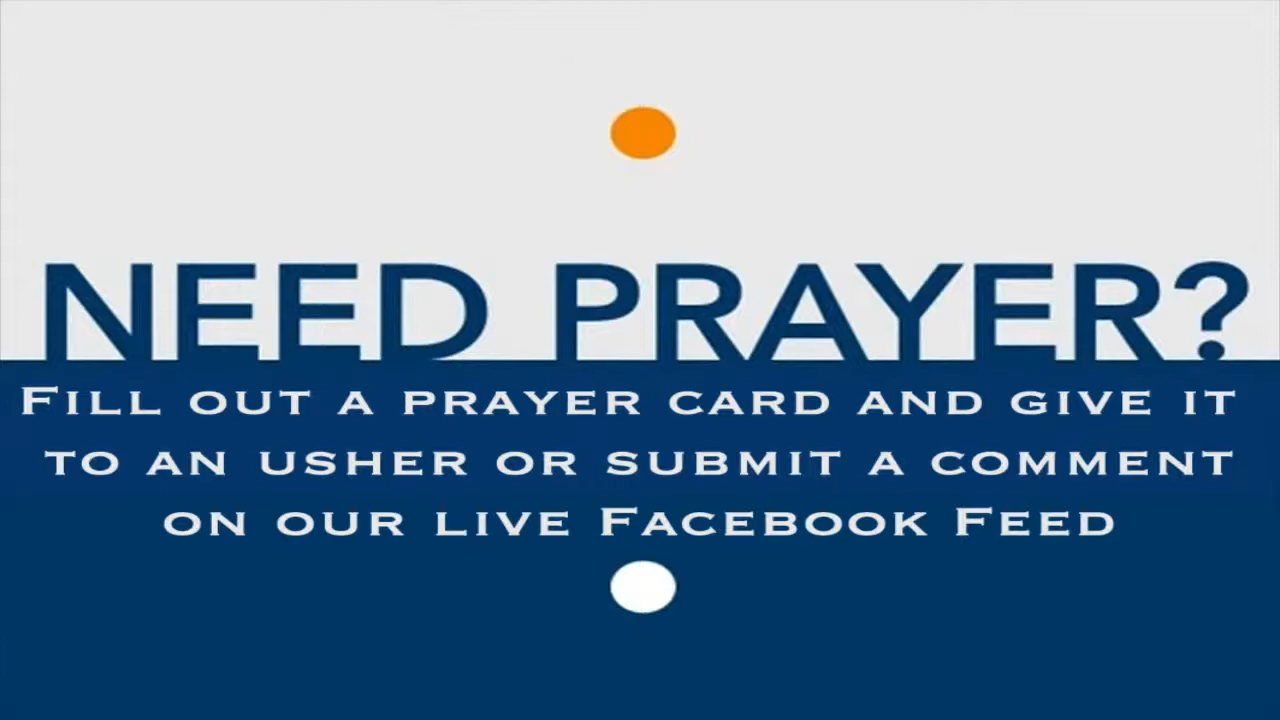 NEED PRAYER?
Fill out a prayer card and give it
to an usher or submit a comment
on our live Facebook Feed